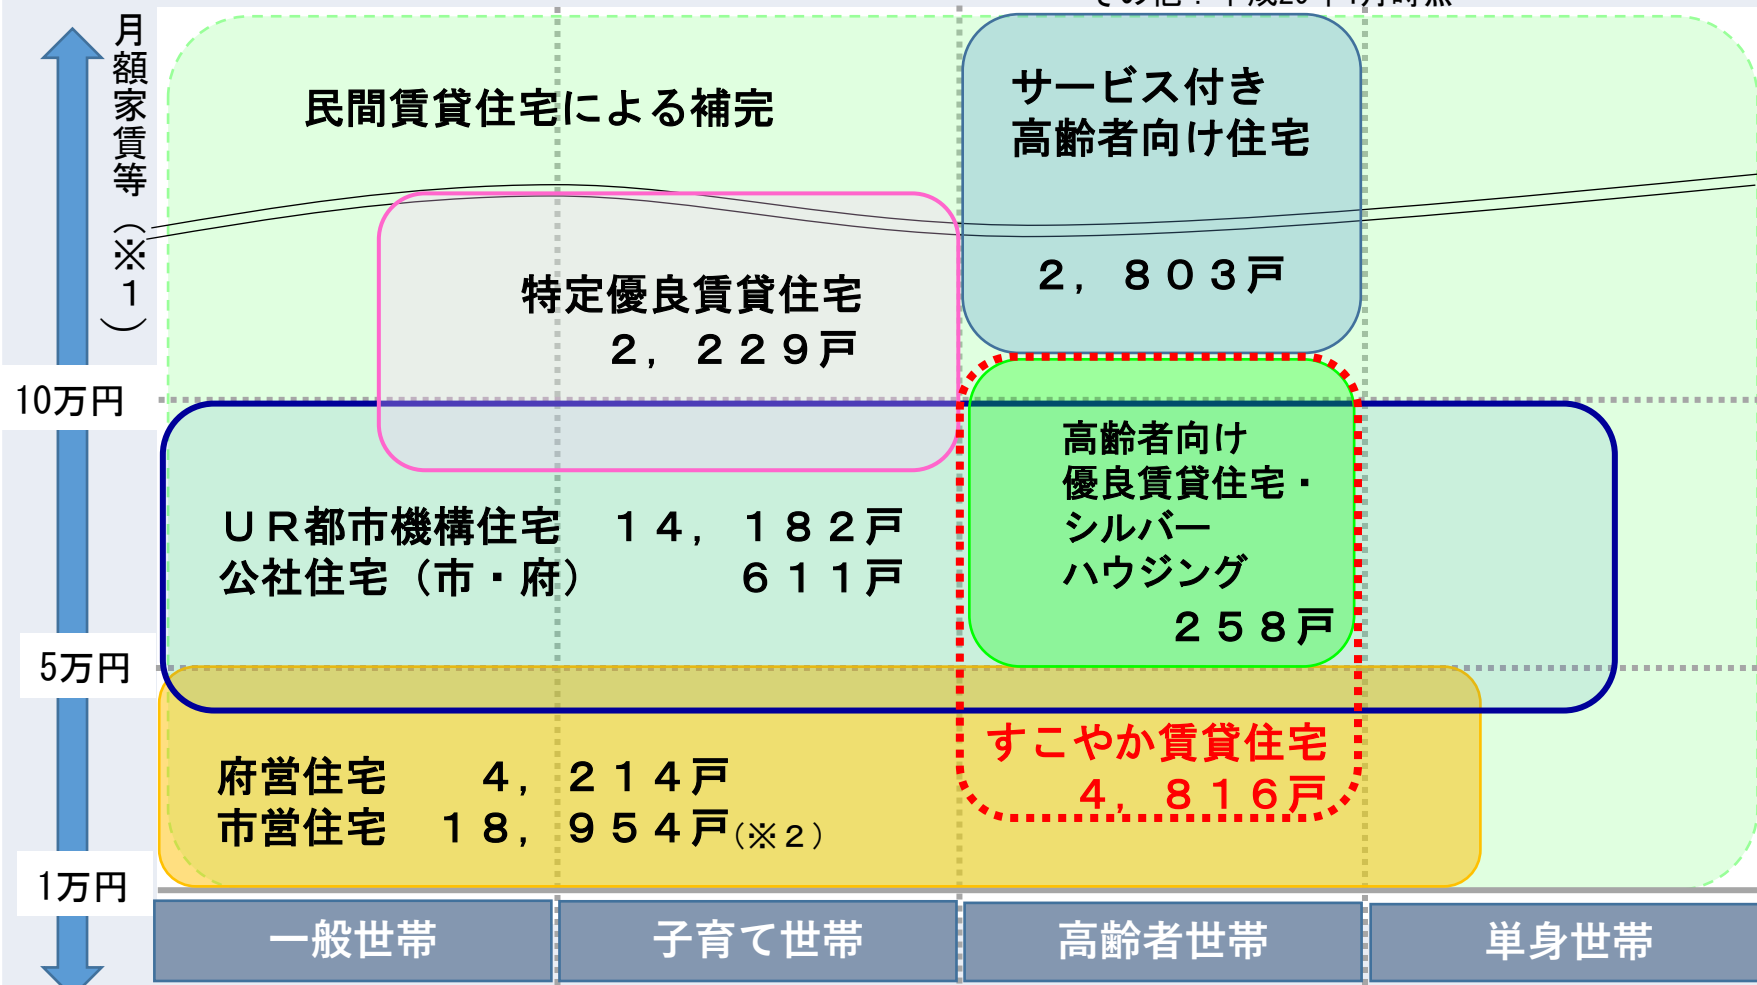 月額家賃等(※1)
民間賃貸住宅による補完
サービス付き
高齢者向け住宅
2,803戸
特定優良賃貸住宅
2,229戸
10万円
高齢者向け
優良賃貸住宅・
シルバー
ハウジング
258戸
UR都市機構住宅 14,182戸
公社住宅(市・府) 611戸
5万円
すこやか賃貸住宅
4,816戸
府営住宅 4,214戸
市営住宅 18,954戸(※2)
1万円
一般世帯
子育て世帯
高齢者世帯
単身世帯